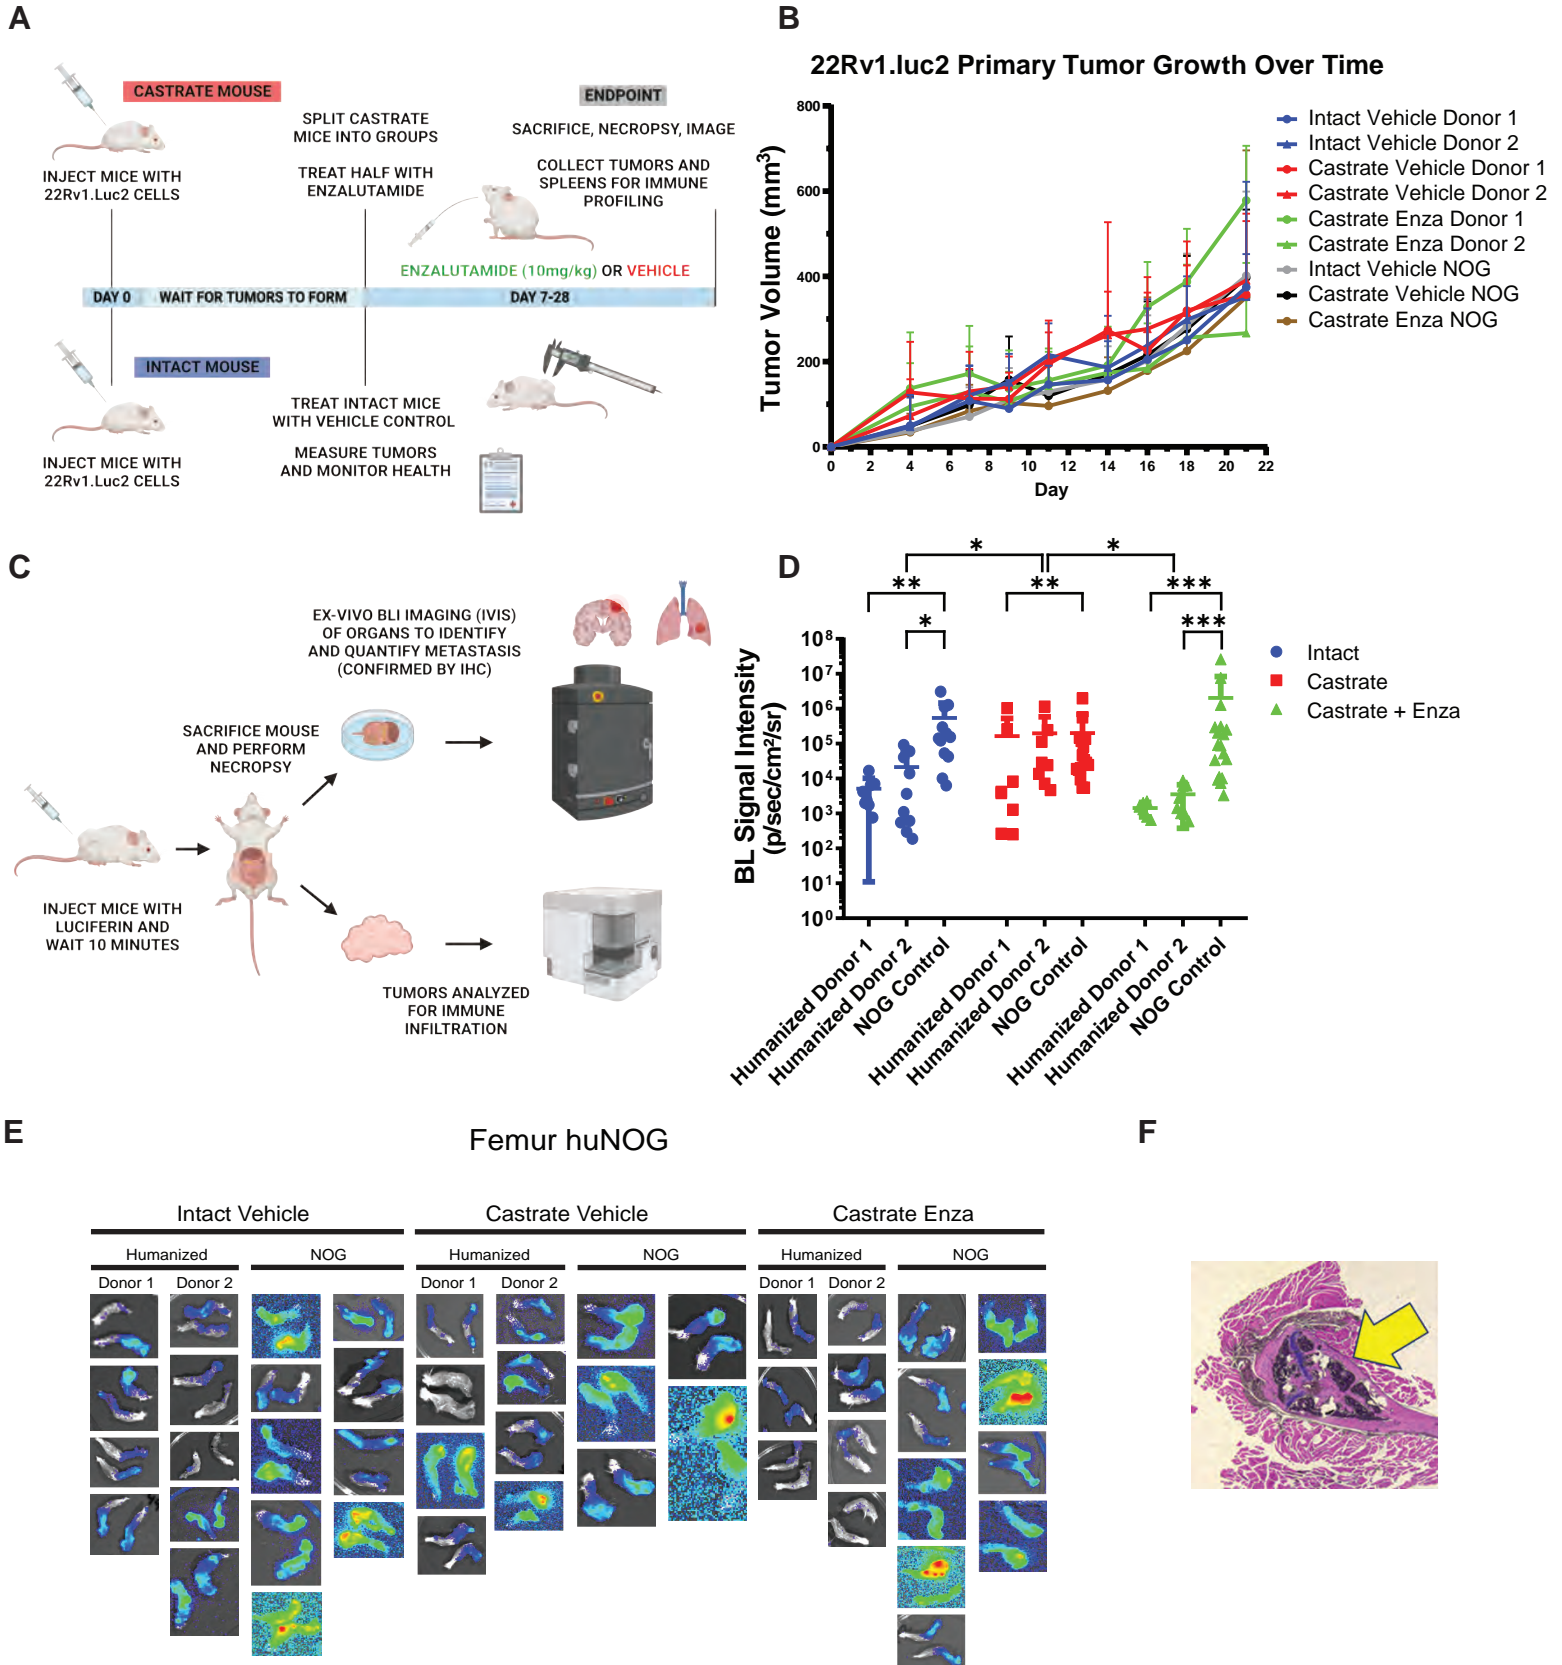 A
CASTRATE MOUSE
INJECT MICE WITH
22Rv1.Luc2 CELLS
SPLIT CASTRATE
MICE INTO GROUPS
TREAT HALF WITH
ENZALUTAMIDE
ENDPOINT
SACRIFICE, NECROPSY, IMAGE
COLLECT TUMORS AND
SPLEENS FOR IMMUNE
PROFILING
ENZALUTAMIDE (10mg/kg) OR VEHICLE
DAY 0
WAIT FOR TUMORS TO FORM
DAY 7-28
INTACT MOUSE
INJECT MICE WITH
22Rv1.Luc2 CELLS
TREAT INTACT MICE
WITH VEHICLE CONTROL
MEASURE TUMORS
AND MONITOR HEALTH
B
22Rv1.luc2 Primary Tumor Growth Over Time
Tumor Volume (mm³)
800
600
400
200
0
0 2 4 6 8 10 12 14 16 18 20 22
Day
Intact Vehicle Donor 1
Intact Vehicle Donor 2
Castrate Vehicle Donor 1
Castrate Vehicle Donor 2
Castrate Enza Donor 1
Castrate Enza Donor 2
Intact Vehicle NOG
Castrate Vehicle NOG
Castrate Enza NOG
C
INJECT MICE WITH
LUCIFERIN AND
WAIT 10 MINUTES
SACRIFICE MOUSE
AND PERFORM
NECROPSY
EX-VIVO BLI IMAGING (IVIS)
OF ORGANS TO IDENTIFY
AND QUANTIFY METASTASIS
(CONFIRMED BY IHC)
TUMORS ANALYZED
FOR IMMUNE
INFILTRATION
D
* *
** ** ***
* ***
BL Signal Intensity
(p/sec/cm²/sr)
10⁸
10⁷
10⁶
10⁵
10⁴
10³
10²
10¹
10⁰
Humanized Donor 1
Humanized Donor 2
NOG Control
Humanized Donor 1
Humanized Donor 2
NOG Control
Humanized Donor 1
Humanized Donor 2
NOG Control
Intact
Castrate
Castrate + Enza
E
Femur huNOG
Intact Vehicle Castrate Vehicle Castrate Enza
Humanized NOG Humanized NOG Humanized NOG
Donor 1 Donor 2 Donor 1 Donor 2 Donor 1 Donor 2
F